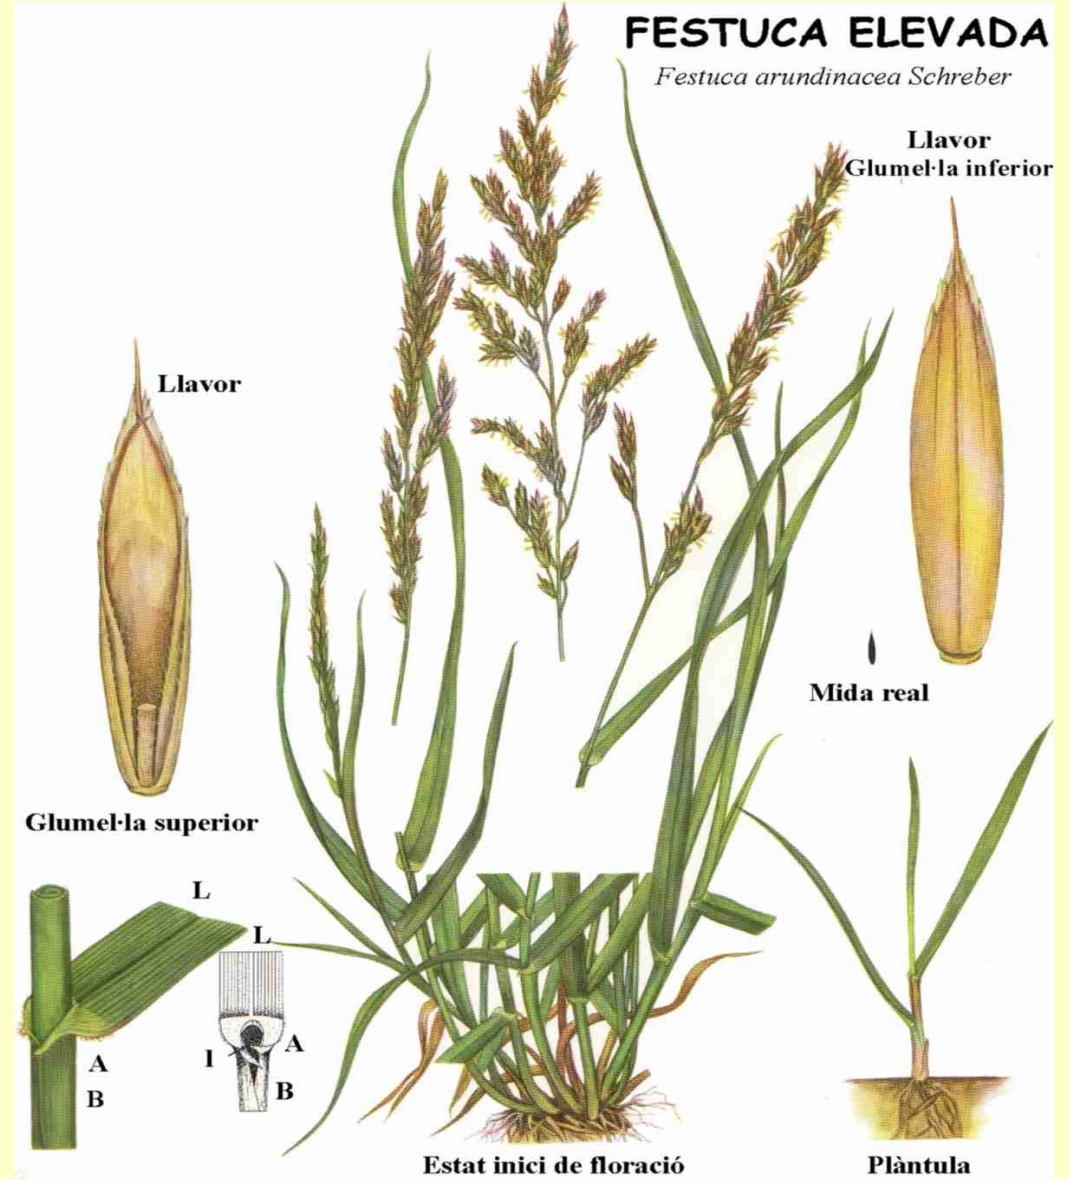 FESTUCA ELEVADA
Festuca arundinacea Schreber
Llavor
Glumel·la inferior
Llavor
Mida real
Glumel·la superior
L
L
A
B
l
A
B
Estat inici de floració
Plàntula